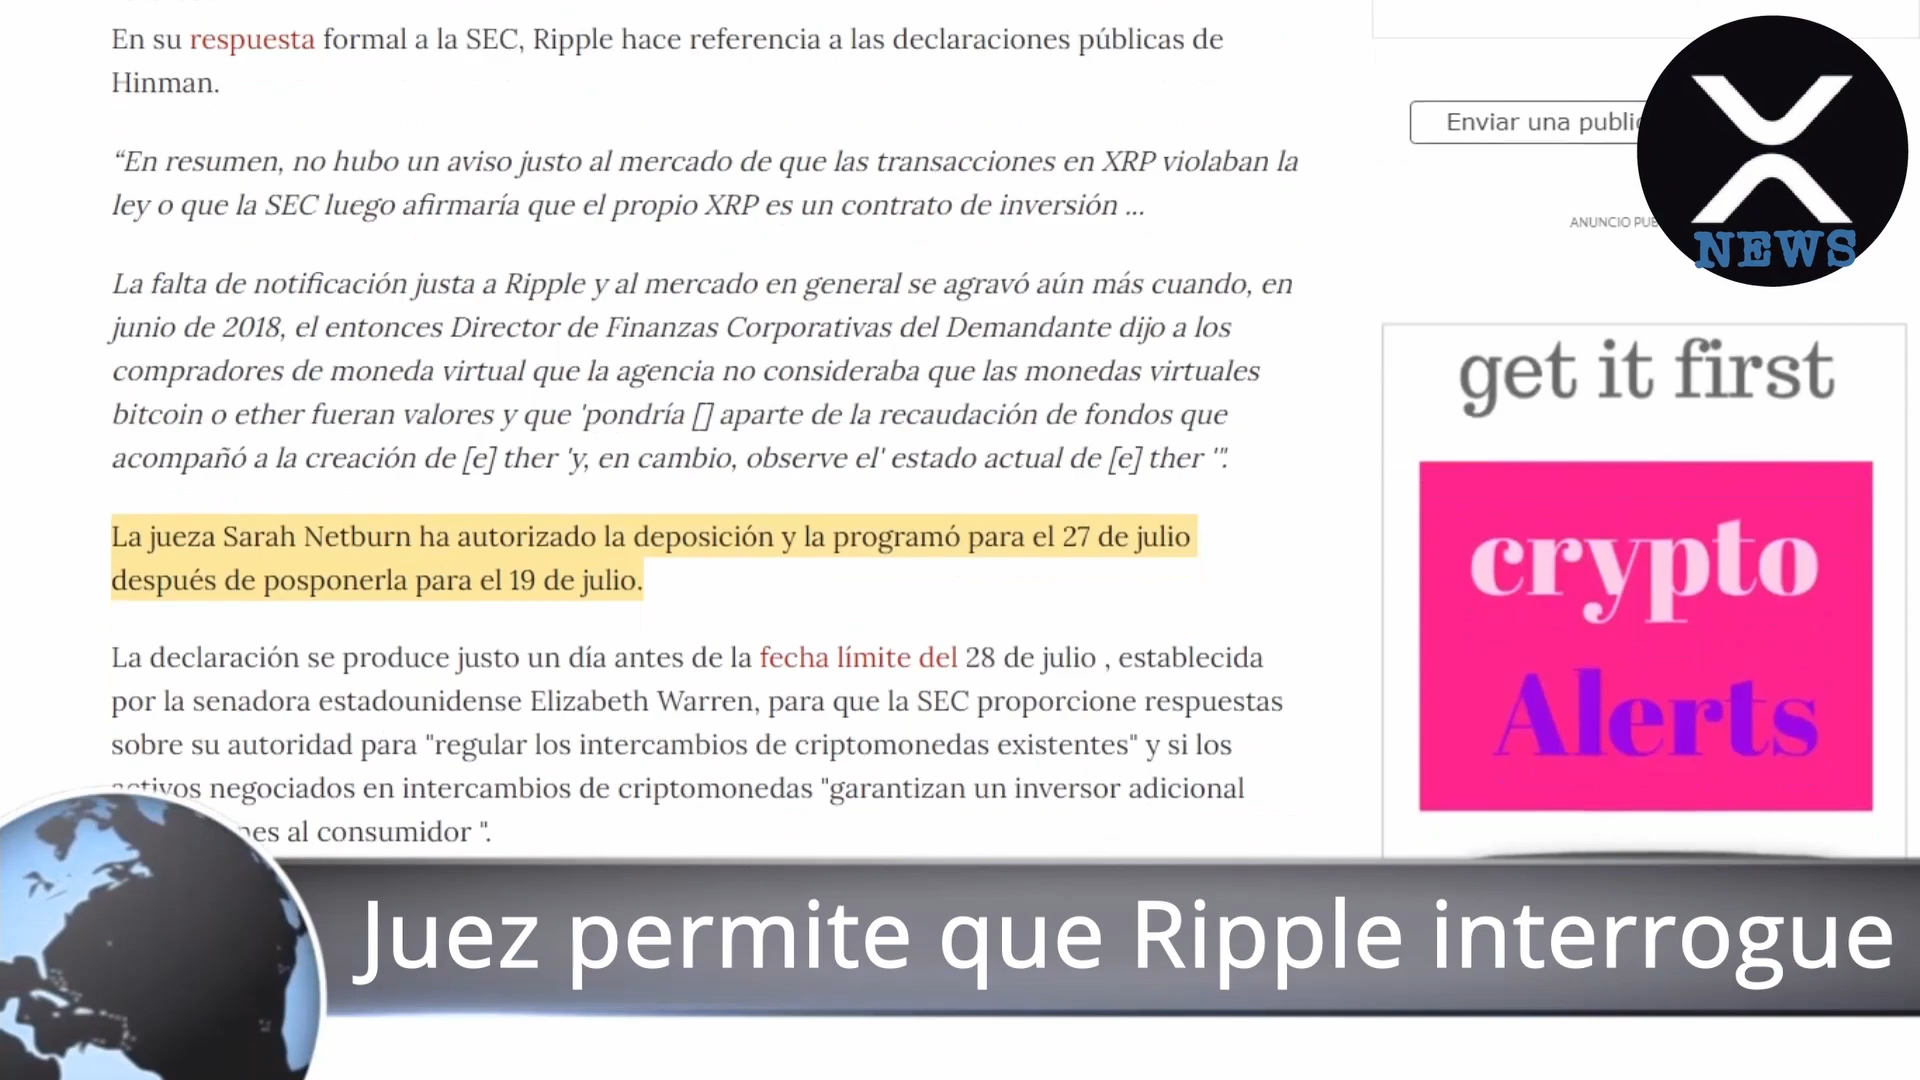 En su respuesta formal a la SEC, Ripple hace referencia a las declaraciones públicas de
Hinman.
“En resumen, no hubo un aviso justo al mercado de que las transacciones en XRP violaban la
ley o que la SEC luego afirmaría que el propio XRP es un contrato de inversión ...
La falta de notificación justa a Ripple y al mercado en general se agravó aún más cuando, en
junio de 2018, el entonces Director de Finanzas Corporativas del Demandante dijo a los
compradores de moneda virtual que la agencia no consideraba que las monedas virtuales
bitcoin o ether fueran valores y que 'pondría [] aparte de la recaudación de fondos que
acompañó a la creación de [e] ther 'y, en cambio, observe el' estado actual de [e] ther '".
La jueza Sarah Netburn ha autorizado la deposición y la programó para el 27 de julio
después de posponerla para el 19 de julio.
La declaración se produce justo un día antes de la fecha límite del 28 de julio , establecida
por la senadora estadounidense Elizabeth Warren, para que la SEC proporcione respuestas
sobre su autoridad para "regular los intercambios de criptomonedas existentes" y si los
activos negociados en intercambios de criptomonedas "garantizan un inversor adicional
al consumidor ".
Enviar una
ANUNCIO
NEWS
get it first
crypto
Alerts
Juez permite que Ripple interrogue